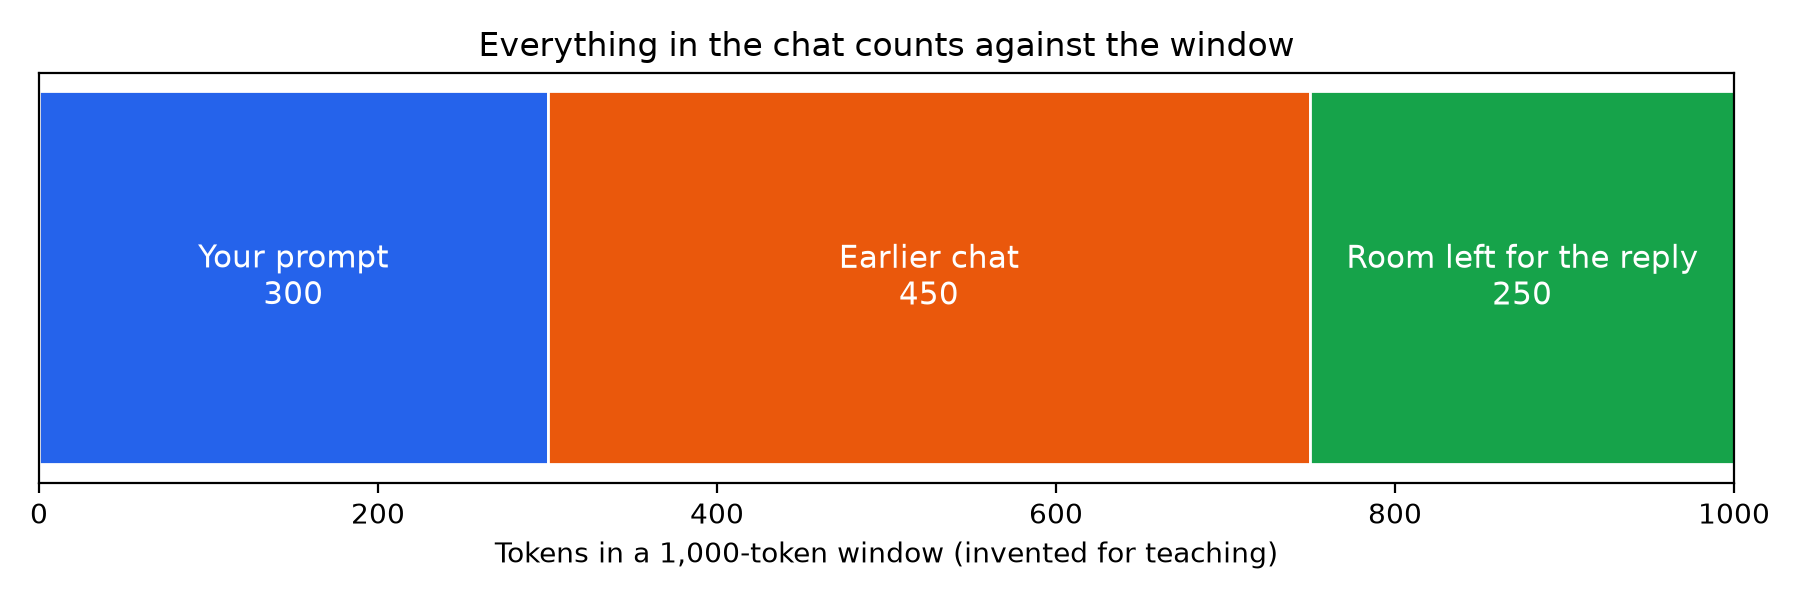 Everything in the chat counts against the window
Your prompt
300
Earlier chat
450
Room left for the reply
250
0 200 400 600 800 1000
Tokens in a 1,000-token window (invented for teaching)